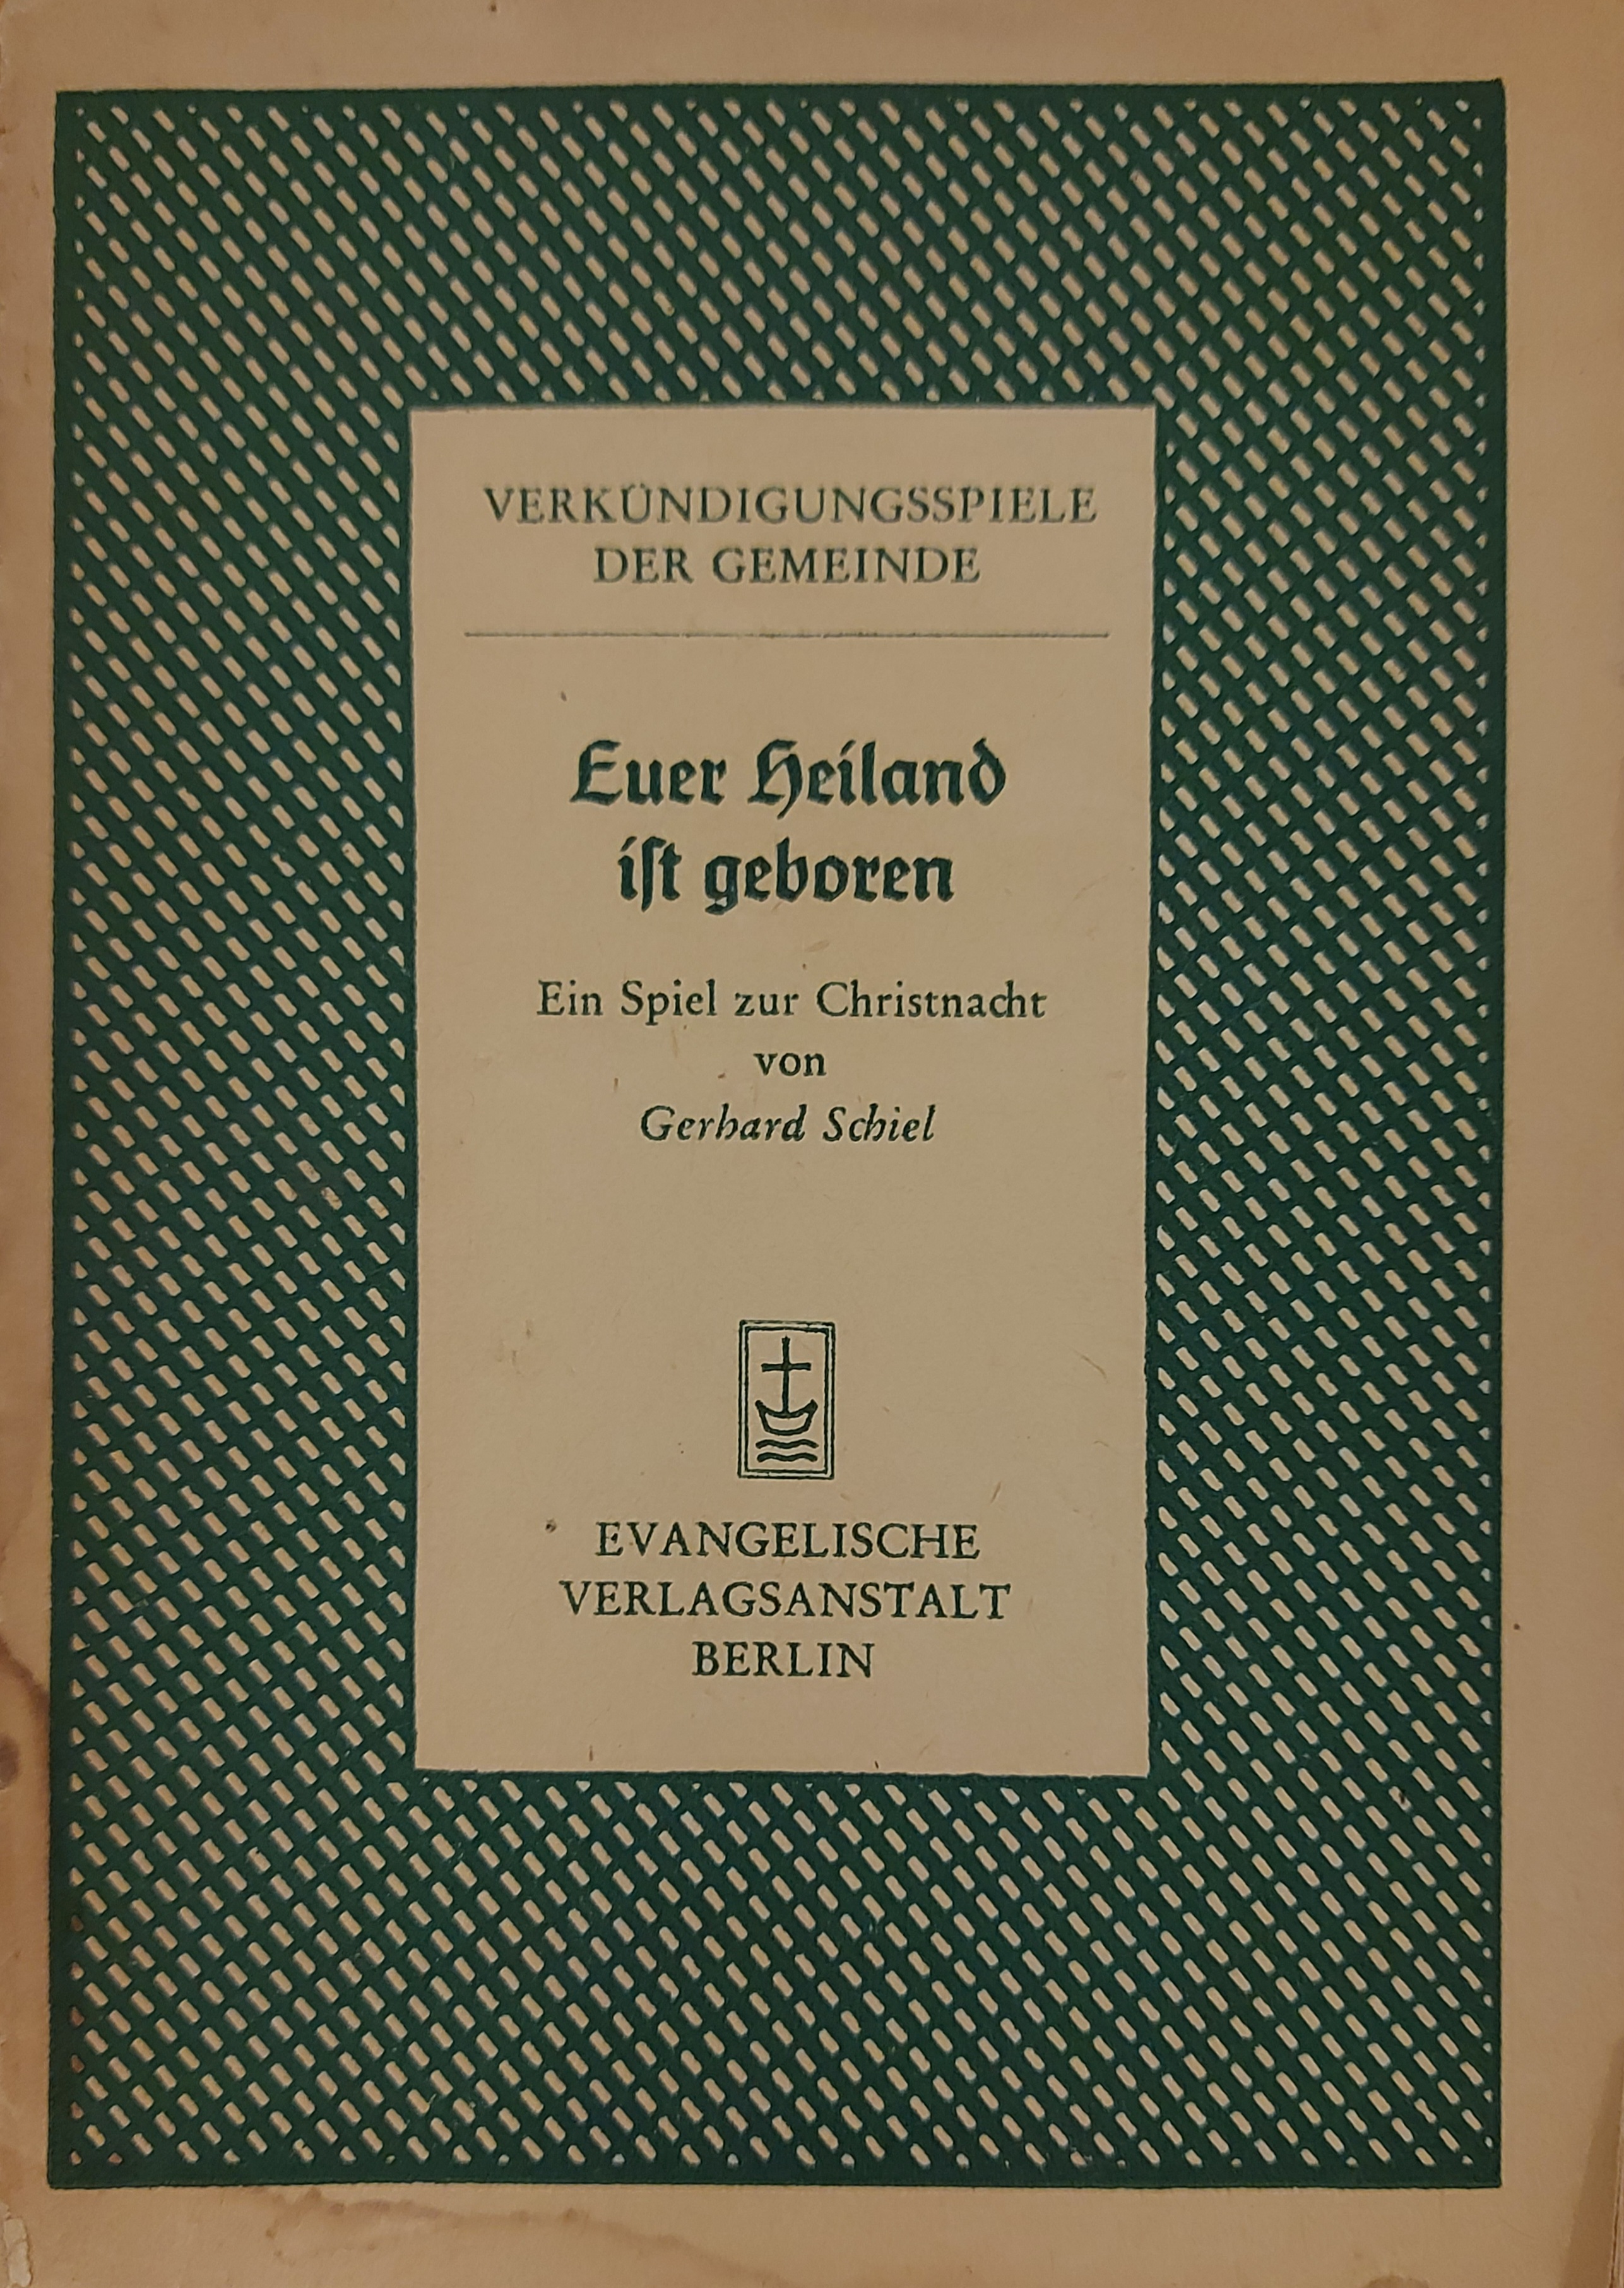 VERKÜNDIGUNGSSPIELE
DER GEMEINDE
Euer Heiland
iſt geboren
Ein Spiel zur Christnacht
von
Gerhard Schiel
EVANGELISCHE
VERLAGSANSTALT
BERLIN